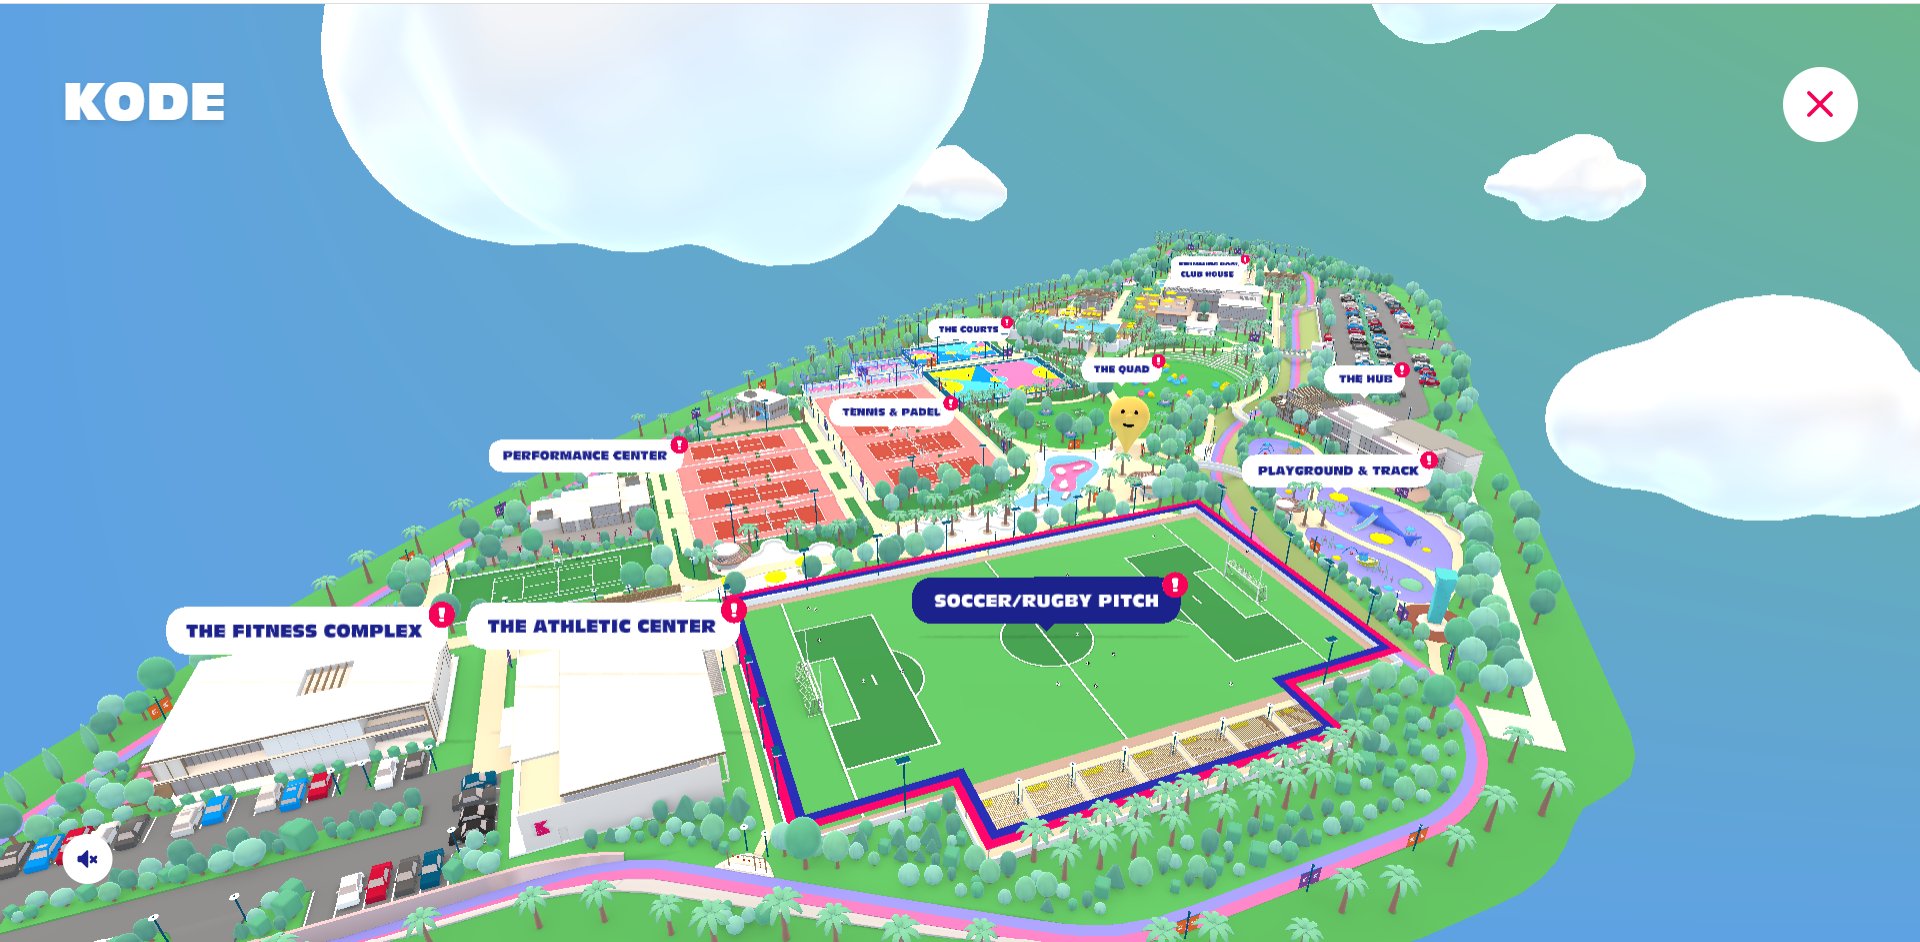 KODE
CLUB HOUSE
THE COURTS
THE QUAD
THE HUB
TENNIS & PADEL
PERFORMANCE CENTER
PLAYGROUND & TRACK
SOCCER/RUGBY PITCH
THE FITNESS COMPLEX
THE ATHLETIC CENTER
K